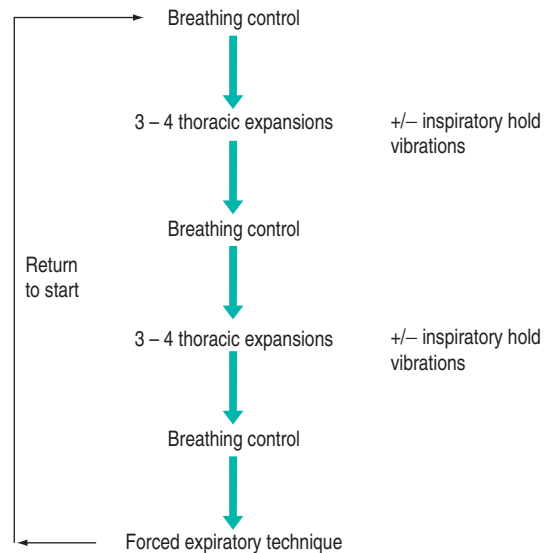 Breathing control
3 – 4 thoracic expansions
+/– inspiratory hold
vibrations
Breathing control
Return
to start
3 – 4 thoracic expansions
+/– inspiratory hold
vibrations
Breathing control
Forced expiratory technique